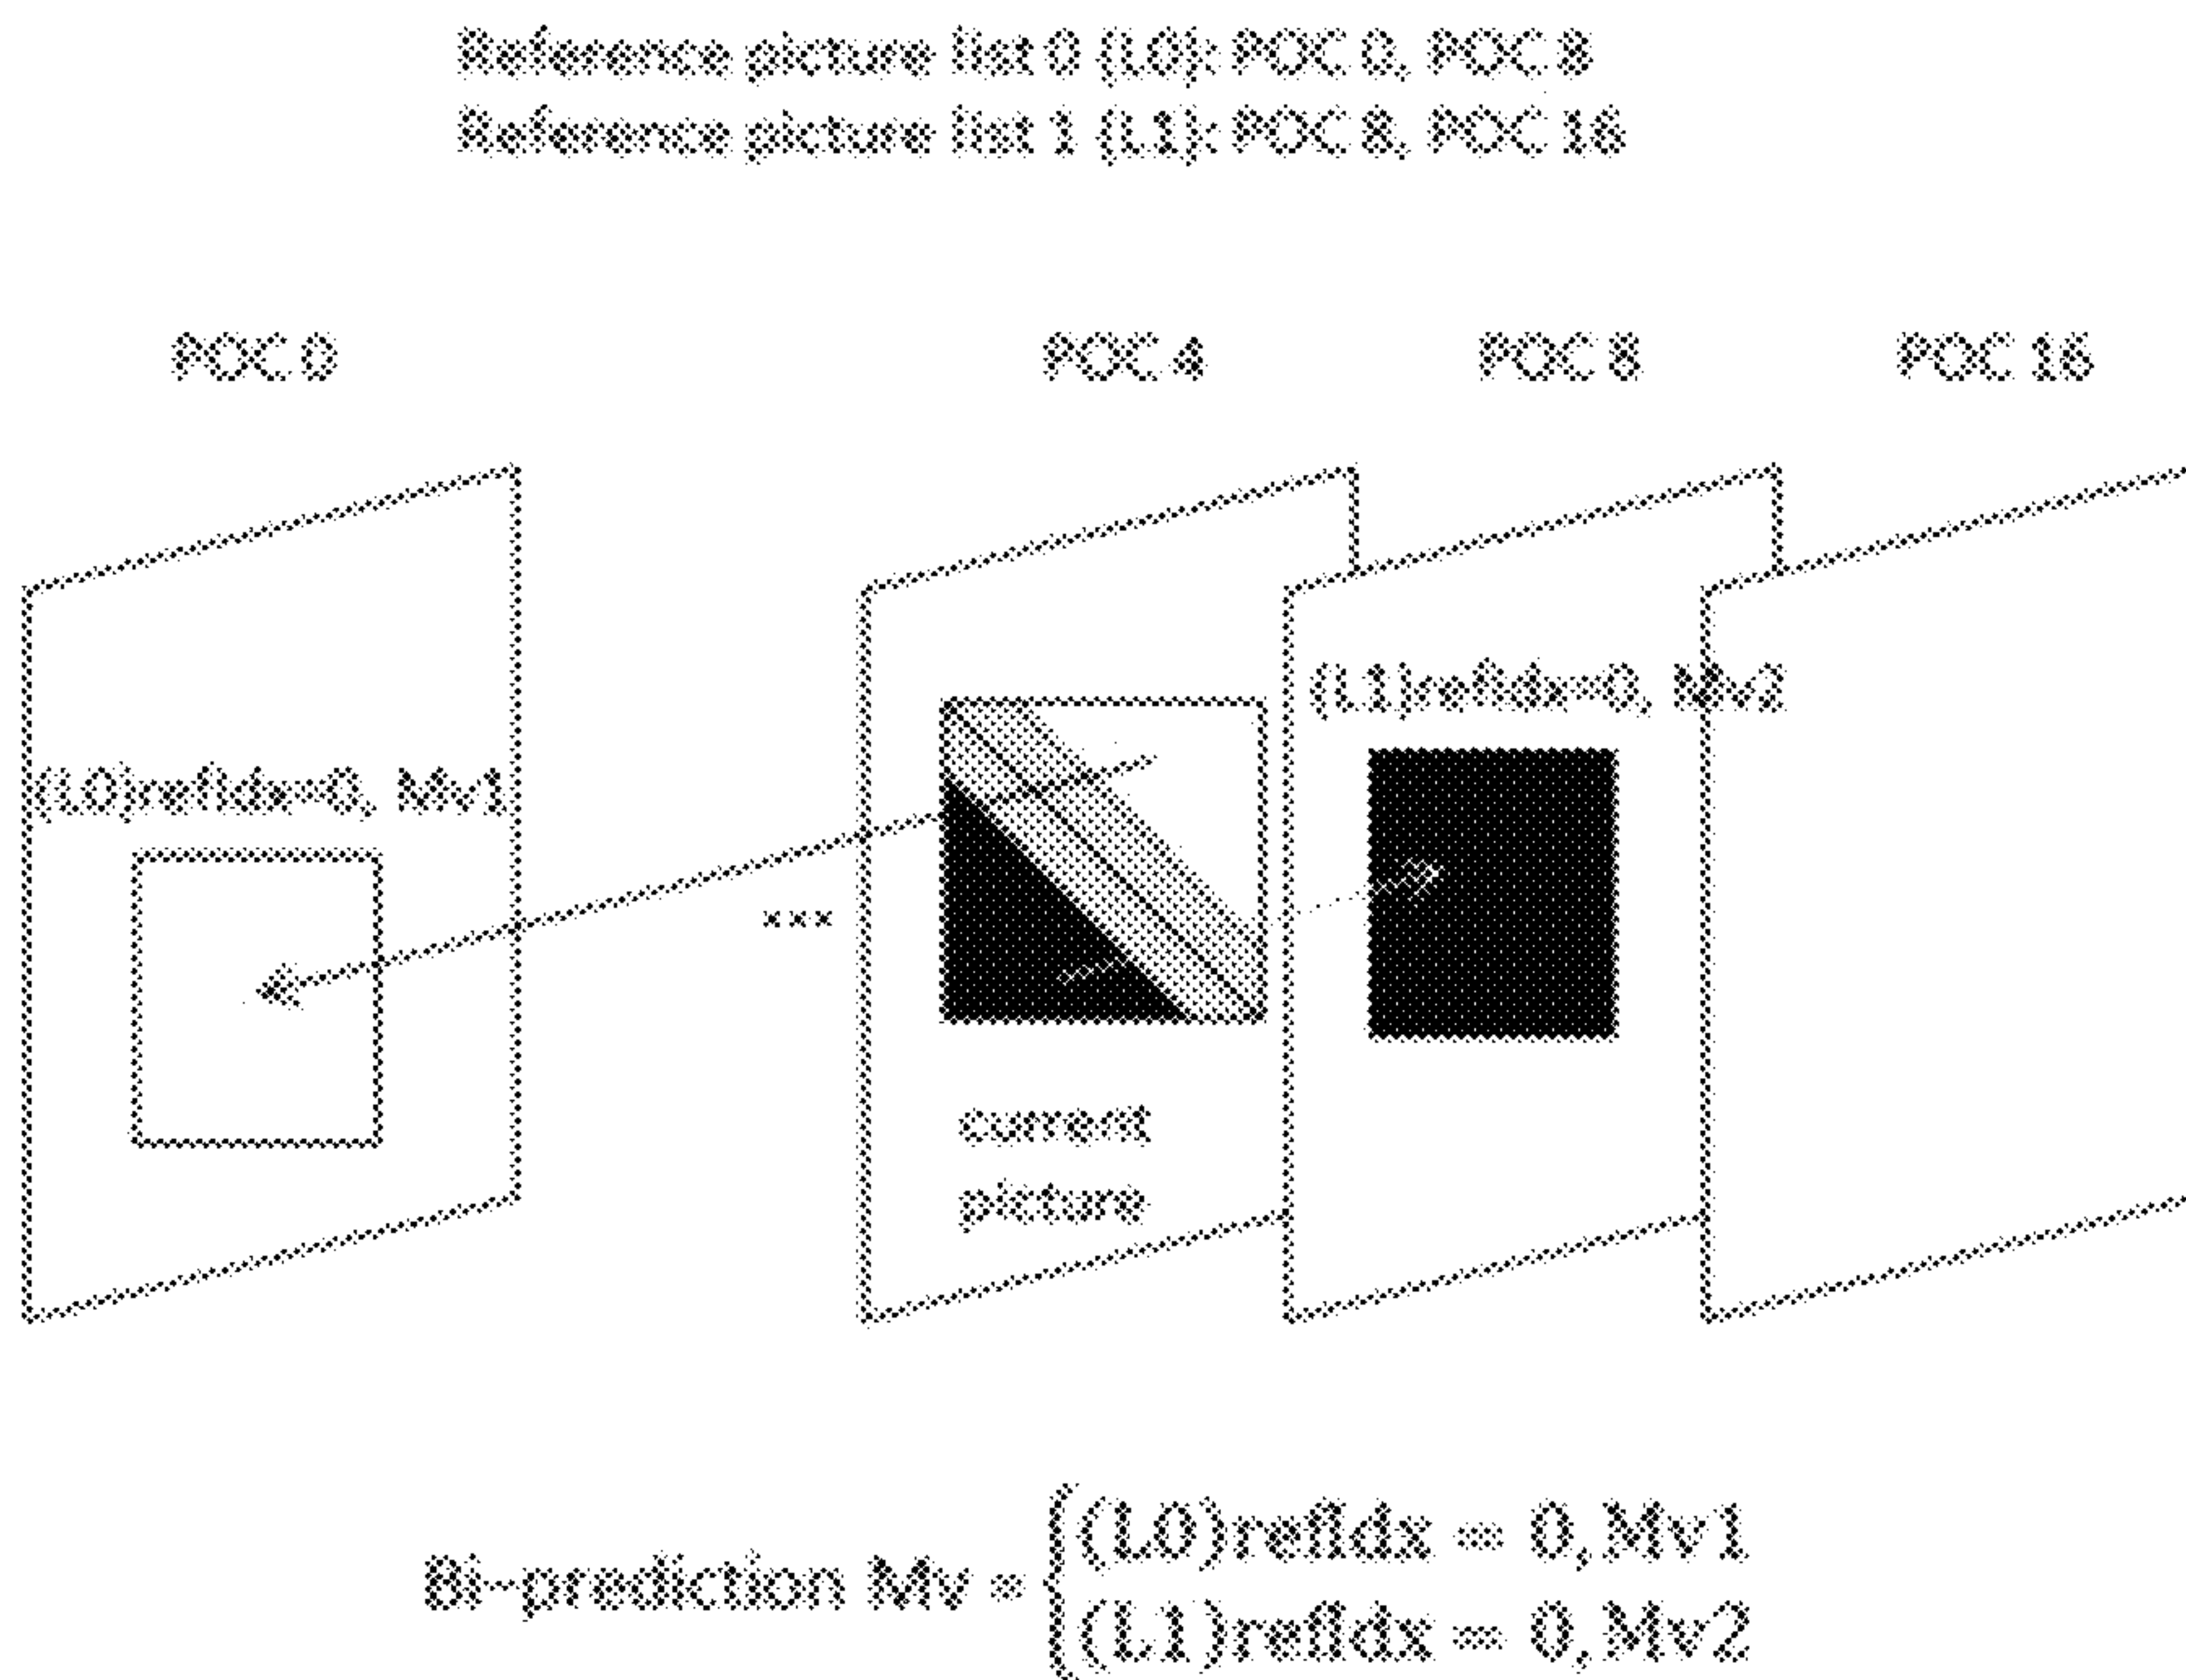 Reference picture list 0 (L0): POC 0, POC 8
Reference picture list 1 (L1): POC 8, POC 16
POC 0 POC 4 POC 8 POC 16
(L1)refIdx=0, Mv2
(L0)refIdx=0, Mv1
...
current
picture
Bi-prediction Mv = {(L0)refIdx = 0, Mv1
(L1)refIdx = 0, Mv2